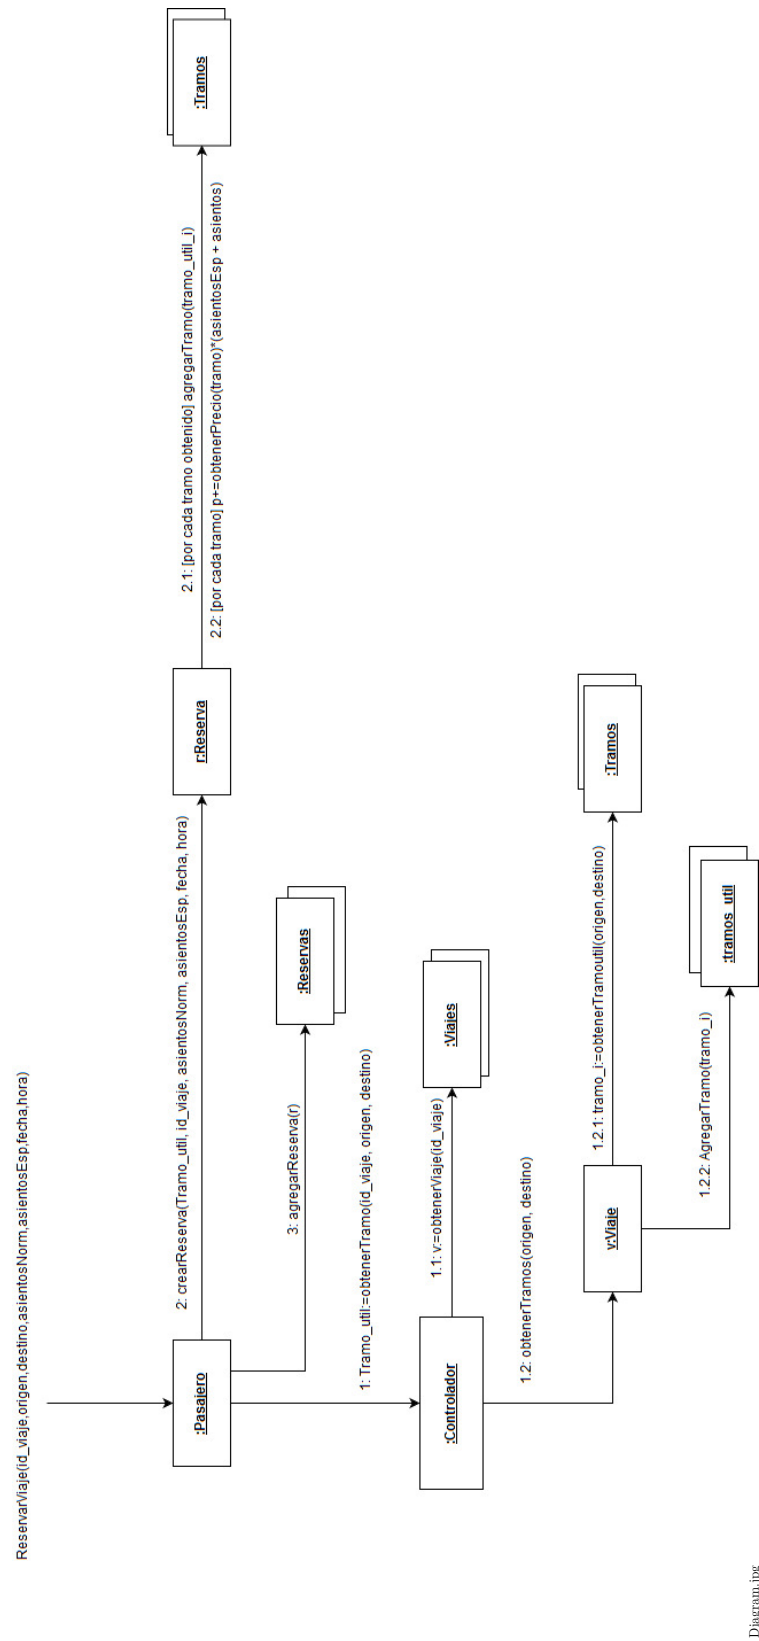 ReservarViaje(id_viaje,origen,destino,asientosNorm,asientosEsp,fecha,hora)
:Pasajero
2: crearReserva(Tramo_util, id_viaje, asientosNorm, asientosEsp, fecha, hora)
r:Reserva
2.1: [por cada tramo obtenido] agregarTramo(tramo_util_i)
2.2: [por cada tramo] p+=obtenerPrecio(tramo)*(asientosEsp + asientos)
:Tramos
3: agregarReserva(r)
:Reservas
1: Tramo_util:=obtenerTramo(id_viaje, origen, destino)
:Controlador
1.1: v:=obtenerViaje(id_viaje)
:Viajes
1.2: obtenerTramos(origen, destino)
v:Viaje
1.2.1: tramo_i:=obtenerTramoutil(origen,destino)
:Tramos
1.2.2: AgregarTramo(tramo_i)
:tramos_util
Diagram.jpg